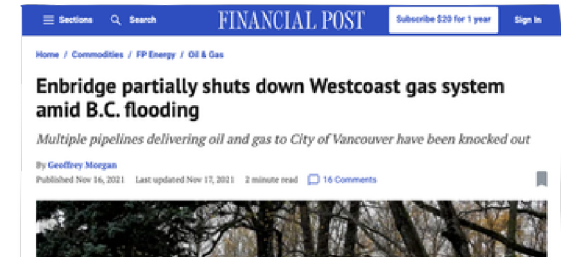 Sections Search FINANCIAL POST Subscribe $20 for 1 year Sign In
Home / Commodities / FP Energy / Oil & Gas
Enbridge partially shuts down Westcoast gas system
amid B.C. flooding
Multiple pipelines delivering oil and gas to City of Vancouver have been knocked out
By Geoffrey Morgan
Published Nov 16, 2021 Last updated Nov 17, 2021 2 minute read 16 Comments